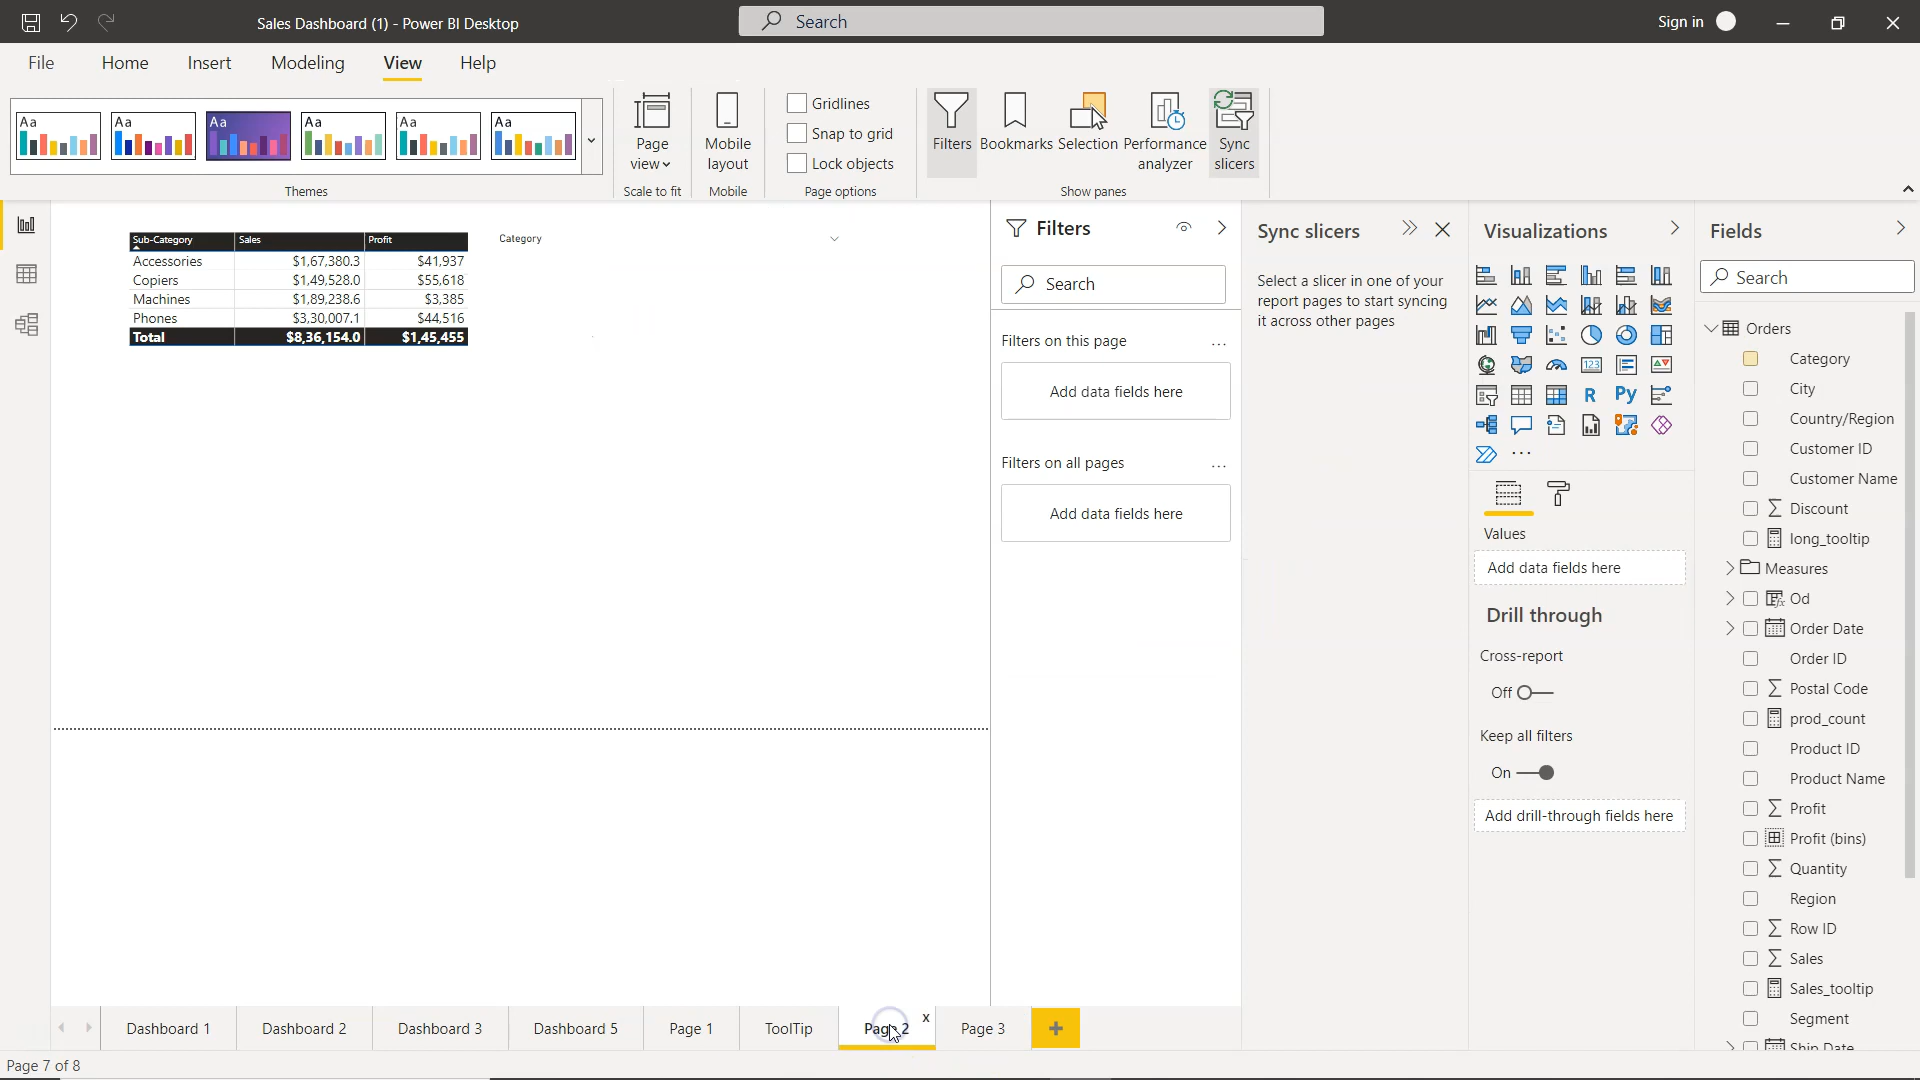 Sales Dashboard (1) - Power BI Desktop
Search
Sign in
File Home Insert Modeling View Help
Aa Aa Aa Aa Aa Aa
Themes
Page view
Scale to fit
Mobile layout
Mobile
Gridlines
Snap to grid
Lock objects
Page options
Filters
Bookmarks
Selection
Performance analyzer
Sync slicers
Show panes
Sub-Category Sales Profit
Accessories $1,67,380.3 $41,937
Copiers $1,49,528.0 $55,618
Machines $1,89,238.6 $3,385
Phones $3,30,007.1 $44,516
Total $8,36,154.0 $1,45,455
Category
Filters
Search
Filters on this page ...
Add data fields here
Filters on all pages ...
Add data fields here
Sync slicers
Select a slicer in one of your
report pages to start syncing
it across other pages
Visualizations
123
R Py
...
Values
Add data fields here
Drill through
Cross-report
Off
Keep all filters
On
Add drill-through fields here
Fields
Search
Orders
Category
City
Country/Region
Customer ID
Customer Name
Discount
long_tooltip
Measures
Od
Order Date
Order ID
Postal Code
prod_count
Product ID
Product Name
Profit
Profit (bins)
Quantity
Region
Row ID
Sales
Sales_tooltip
Segment
Ship Date
Dashboard 1 Dashboard 2 Dashboard 3 Dashboard 5 Page 1 ToolTip Page 2 x Page 3 +
Page 7 of 8